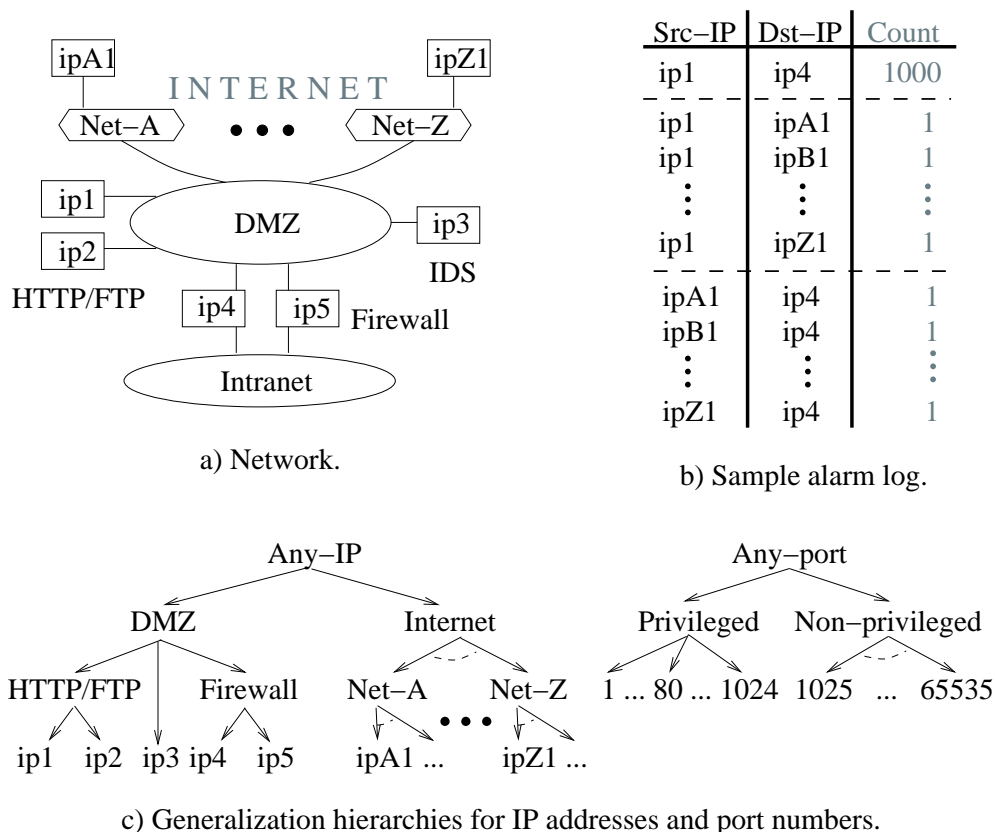 ipA1
ipZ1
INTERNET
Net–A
Net–Z
ip1
ip2
DMZ
ip3
IDS
HTTP/FTP
ip4
ip5
Firewall
Intranet
a) Network.
Src–IP Dst–IP Count
ip1 ip4 1000
ip1 ipA1 1
ip1 ipB1 1
ip1 ipZ1 1
ipA1 ip4 1
ipB1 ip4 1
ipZ1 ip4 1
b) Sample alarm log.
Any–IP
DMZ Internet
HTTP/FTP Firewall Net–A Net–Z
ip1 ip2 ip3 ip4 ip5 ipA1 ... ipZ1 ...
Any–port
Privileged Non–privileged
1 ... 80 ... 1024 1025 ... 65535
c) Generalization hierarchies for IP addresses and port numbers.